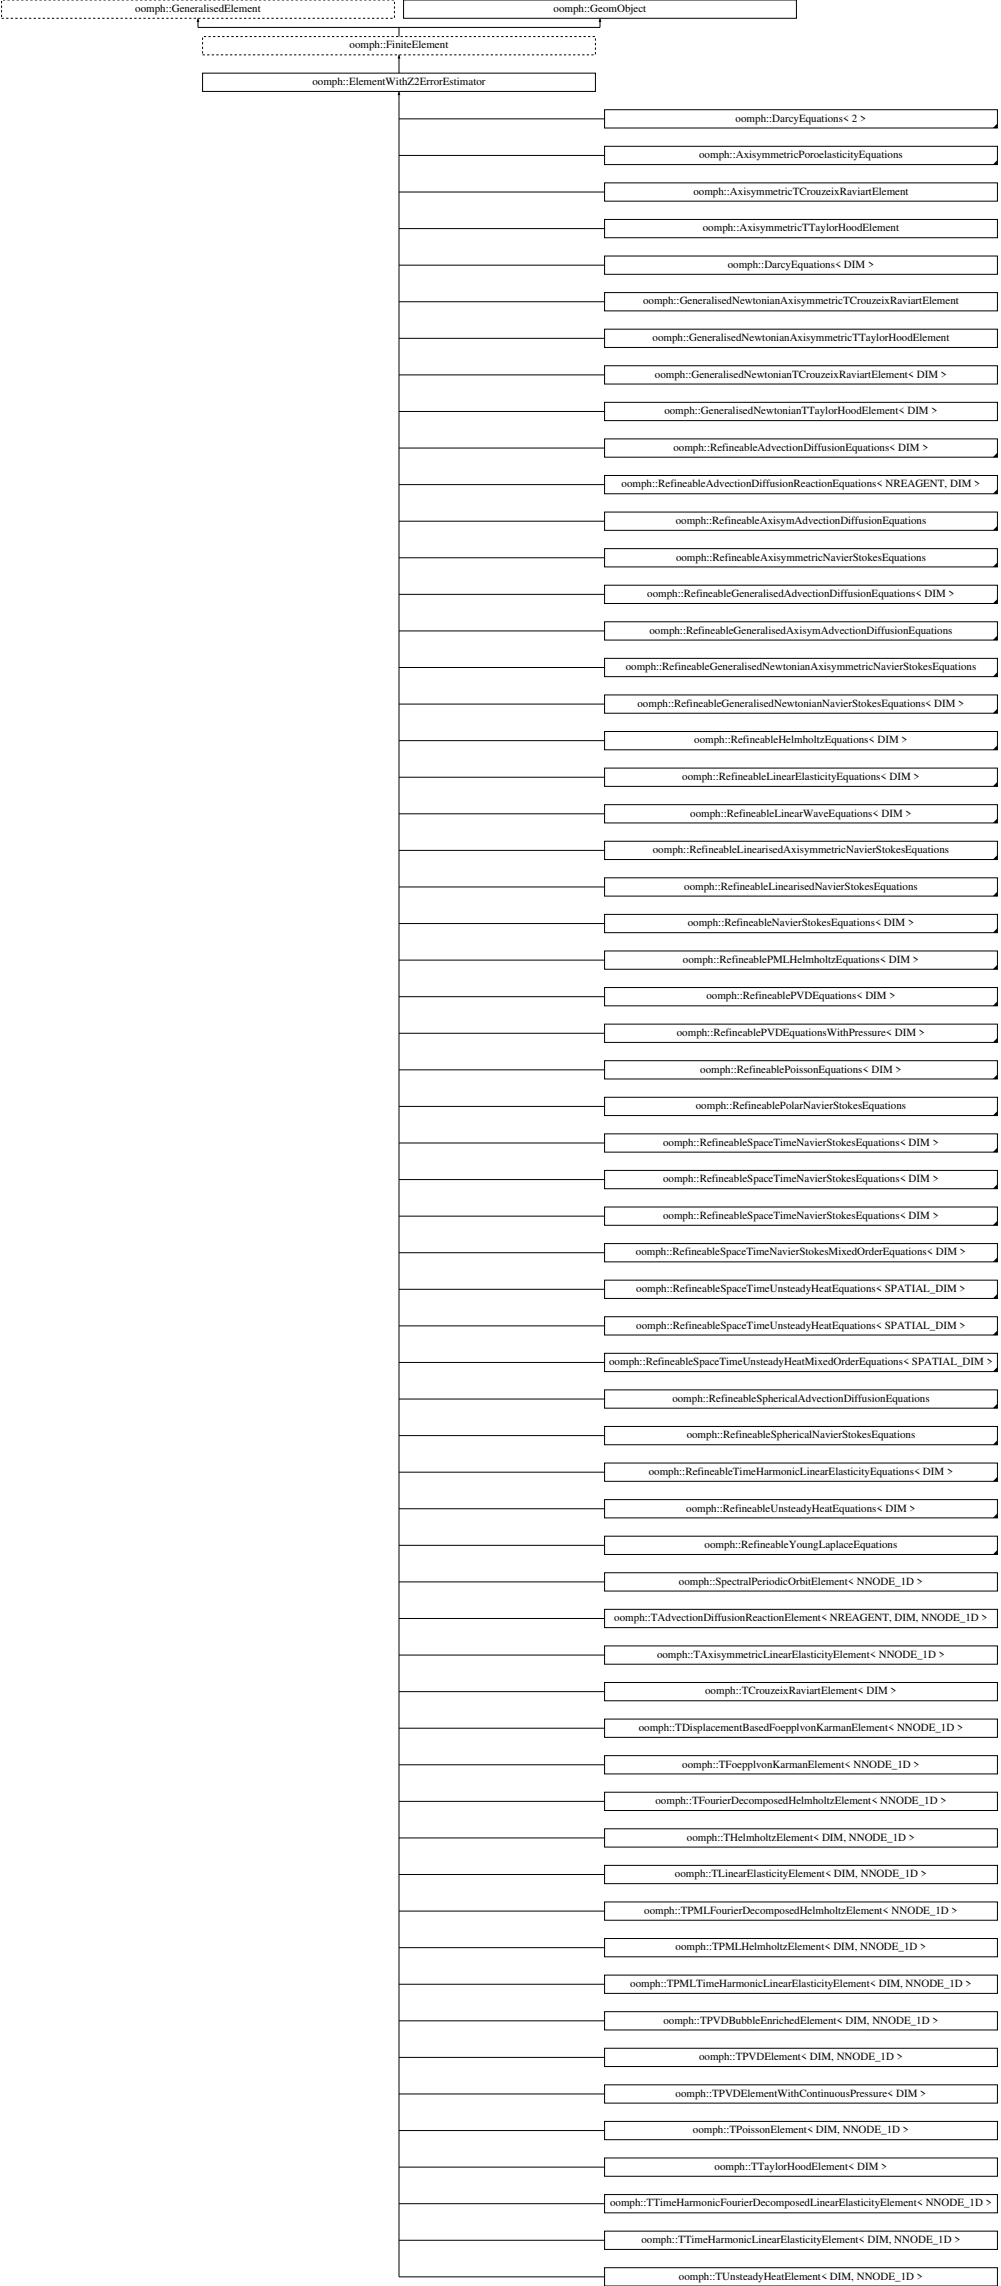 oomph::GeneralisedElement
oomph::GeomObject
oomph::FiniteElement
oomph::ElementWithZ2ErrorEstimator
oomph::DarcyEquations< 2 >
oomph::AxisymmetricPoroelasticityEquations
oomph::AxisymmetricTCrouzeixRaviartElement
oomph::AxisymmetricTTaylorHoodElement
oomph::DarcyEquations< DIM >
oomph::GeneralisedNewtonianAxisymmetricTCrouzeixRaviartElement
oomph::GeneralisedNewtonianAxisymmetricTTaylorHoodElement
oomph::GeneralisedNewtonianTCrouzeixRaviartElement< DIM >
oomph::GeneralisedNewtonianTTaylorHoodElement< DIM >
oomph::RefineableAdvectionDiffusionEquations< DIM >
oomph::RefineableAdvectionDiffusionReactionEquations< NREAGENT, DIM >
oomph::RefineableAxisymAdvectionDiffusionEquations
oomph::RefineableAxisymmetricNavierStokesEquations
oomph::RefineableGeneralisedAdvectionDiffusionEquations< DIM >
oomph::RefineableGeneralisedAxisymAdvectionDiffusionEquations
oomph::RefineableGeneralisedNewtonianAxisymmetricNavierStokesEquations
oomph::RefineableGeneralisedNewtonianNavierStokesEquations< DIM >
oomph::RefineableHelmholtzEquations< DIM >
oomph::RefineableLinearElasticityEquations< DIM >
oomph::RefineableLinearWaveEquations< DIM >
oomph::RefineableLinearisedAxisymmetricNavierStokesEquations
oomph::RefineableLinearisedNavierStokesEquations
oomph::RefineableNavierStokesEquations< DIM >
oomph::RefineablePMLHelmholtzEquations< DIM >
oomph::RefineablePVDEquations< DIM >
oomph::RefineablePVDEquationsWithPressure< DIM >
oomph::RefineablePoissonEquations< DIM >
oomph::RefineablePolarNavierStokesEquations
oomph::RefineableSpaceTimeNavierStokesEquations< DIM >
oomph::RefineableSpaceTimeNavierStokesEquations< DIM >
oomph::RefineableSpaceTimeNavierStokesEquations< DIM >
oomph::RefineableSpaceTimeNavierStokesMixedOrderEquations< DIM >
oomph::RefineableSpaceTimeUnsteadyHeatEquations< SPATIAL_DIM >
oomph::RefineableSpaceTimeUnsteadyHeatEquations< SPATIAL_DIM >
oomph::RefineableSpaceTimeUnsteadyHeatMixedOrderEquations< SPATIAL_DIM >
oomph::RefineableSphericalAdvectionDiffusionEquations
oomph::RefineableSphericalNavierStokesEquations
oomph::RefineableTimeHarmonicLinearElasticityEquations< DIM >
oomph::RefineableUnsteadyHeatEquations< DIM >
oomph::RefineableYoungLaplaceEquations
oomph::SpectralPeriodicOrbitElement< NNODE_1D >
oomph::TAdvectionDiffusionReactionElement< NREAGENT, DIM, NNODE_1D >
oomph::TAxisymmetricLinearElasticityElement< NNODE_1D >
oomph::TCrouzeixRaviartElement< DIM >
oomph::TDisplacementBasedFoepplvonKarmanElement< NNODE_1D >
oomph::TFoepplvonKarmanElement< NNODE_1D >
oomph::TFourierDecomposedHelmholtzElement< NNODE_1D >
oomph::THelmholtzElement< DIM, NNODE_1D >
oomph::TLinearElasticityElement< DIM, NNODE_1D >
oomph::TPMLFourierDecomposedHelmholtzElement< NNODE_1D >
oomph::TPMLHelmholtzElement< DIM, NNODE_1D >
oomph::TPMLTimeHarmonicLinearElasticityElement< DIM, NNODE_1D >
oomph::TPVDBubbleEnrichedElement< DIM, NNODE_1D >
oomph::TPVDElement< DIM, NNODE_1D >
oomph::TPVDElementWithContinuousPressure< DIM >
oomph::TPoissonElement< DIM, NNODE_1D >
oomph::TTaylorHoodElement< DIM >
oomph::TTimeHarmonicFourierDecomposedLinearElasticityElement< NNODE_1D >
oomph::TTimeHarmonicLinearElasticityElement< DIM, NNODE_1D >
oomph::TUnsteadyHeatElement< DIM, NNODE_1D >